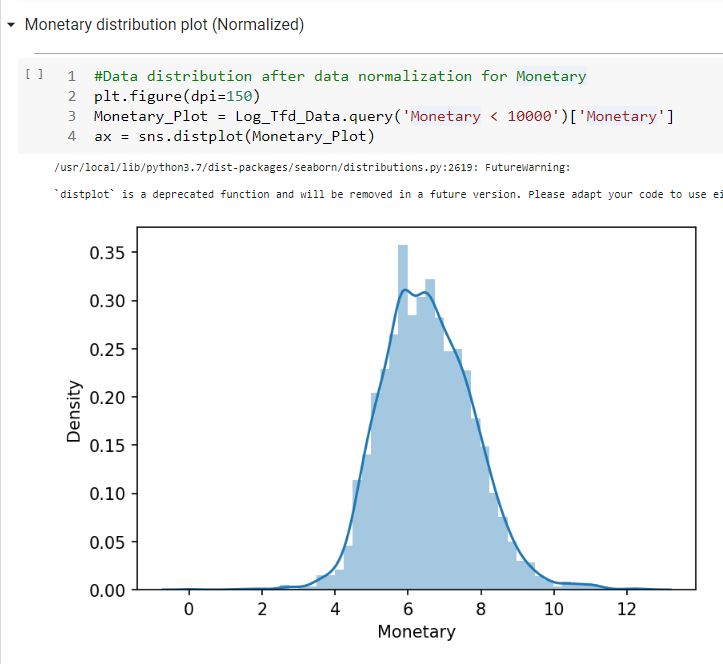 Monetary distribution plot (Normalized)
[ ] 1 #Data distribution after data normalization for Monetary
2 plt.figure(dpi=150)
3 Monetary_Plot = Log_Tfd_Data.query('Monetary < 10000')['Monetary']
4 ax = sns.distplot(Monetary_Plot)
/usr/local/lib/python3.7/dist-packages/seaborn/distributions.py:2619: FutureWarning:
`distplot` is a deprecated function and will be removed in a future version. Please adapt your code to use ei
0.35
0.30
0.25
0.20
0.15
0.10
0.05
0.00
Density
0 2 4 6 8 10 12
Monetary